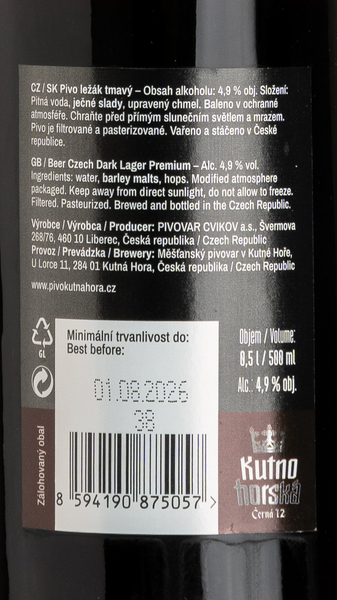 CZ / SK Pivo ležák tmavý – Obsah alkoholu: 4,9 % obj. Složení:
Pitná voda, ječné slady, upravený chmel. Baleno v ochranné
atmosféře. Chraňte před přímým slunečním světlem a mrazem.
Pivo je filtrované a pasterizované. Vařeno a stáčeno v České
republice.
GB / Beer Czech Dark Lager Premium – Alc. 4,9 % vol.
Ingredients: water, barley malts, hops. Modified atmosphere
packaged. Keep away from direct sunlight, do not allow to freeze.
Filtered. Pasteurized. Brewed and bottled in the Czech Republic.
Výrobce / Výrobca / Producer: PIVOVAR CVIKOV a.s., Švermova
268/76, 460 10 Liberec, Česká republika / Czech Republic
Provoz / Prevádzka / Brewery: Měšťanský pivovar v Kutné Hoře,
U Lorce 11, 284 01 Kutná Hora, Česká republika / Czech Republic
www.pivokutnahora.cz
GL
Zálohovaný obal
Minimální trvanlivost do:
Best before:
01.08.2026
38
8 594190 875057 >
Objem / Volume:
0,5 l / 500 ml
Alc.: 4,9 % obj.
Kutno
horská
Černá 12